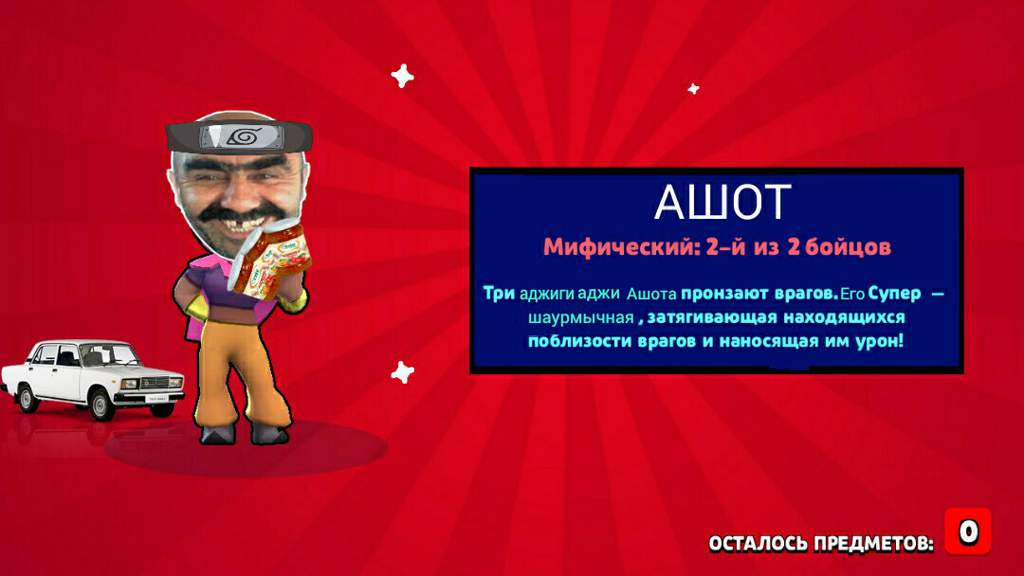 АШОТ
Мифический: 2-й из 2 бойцов
Три аджиги аджи Ашота пронзают врагов. Его Супер –
шаурмычная , затягивающая находящихся
поблизости врагов и наносящая им урон!
ОСТАЛОСЬ ПРЕДМЕТОВ: 0